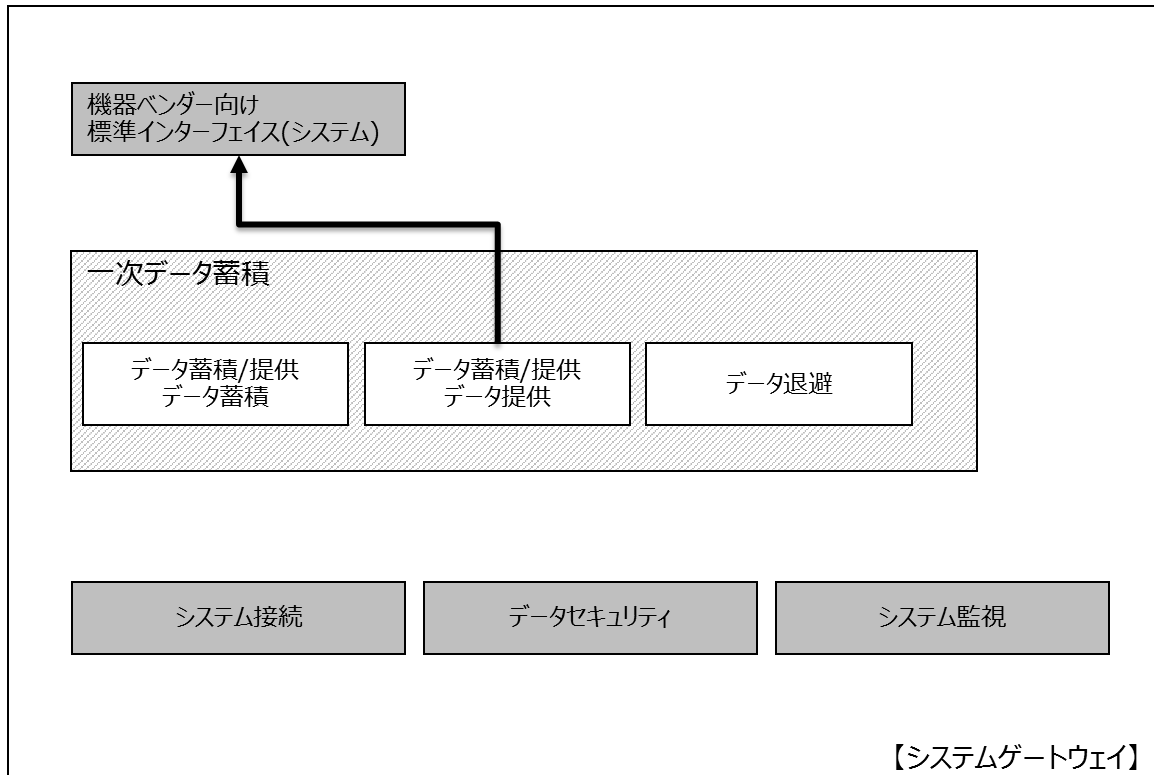 機器ベンダー向け
標準インターフェイス(システム)
一次データ蓄積
データ蓄積/提供
データ蓄積
データ蓄積/提供
データ提供
データ退避
システム接続
データセキュリティ
システム監視
【システムゲートウェイ】